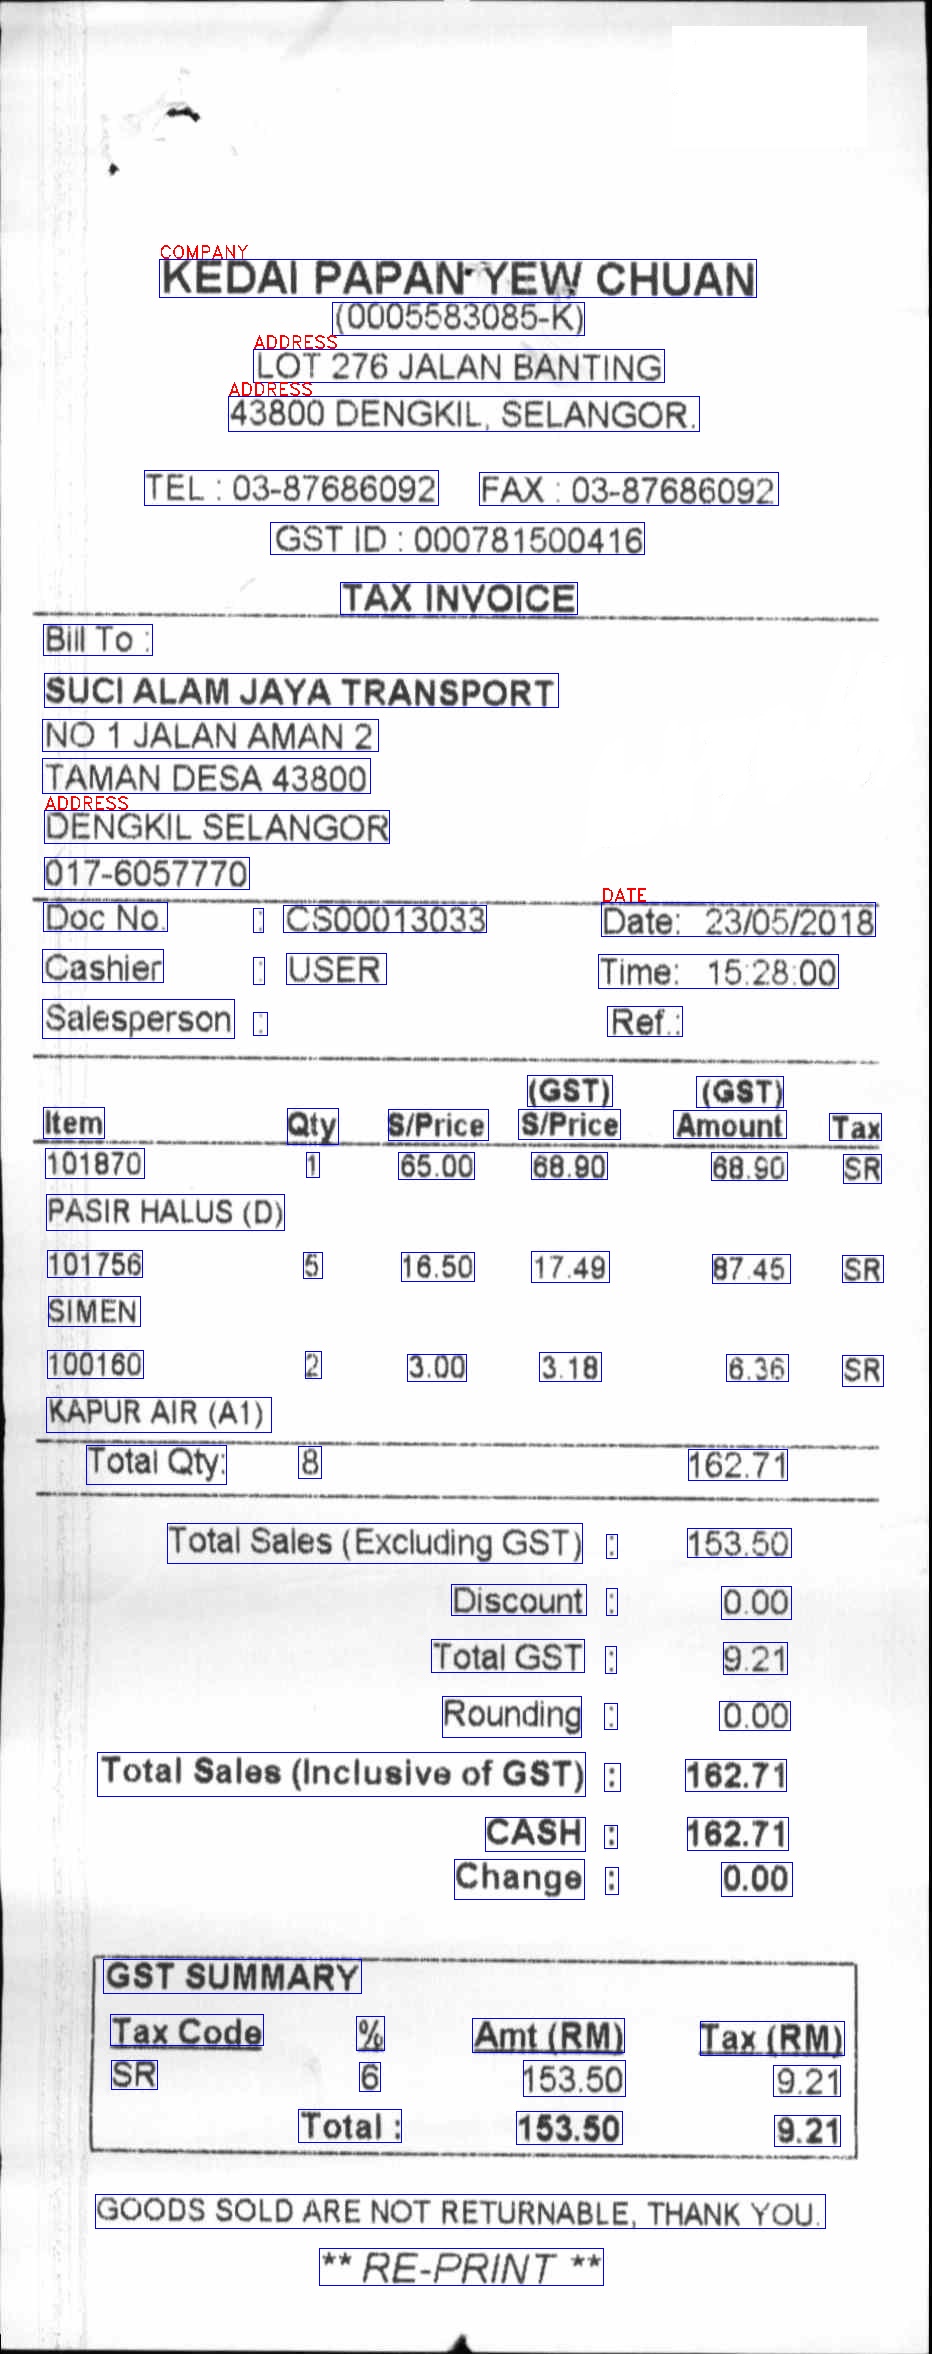 COMPANY
KEDAI PAPAN YEW CHUAN
(0005583085-K)
ADDRESS
LOT 276 JALAN BANTING
ADDRESS
43800 DENGKIL, SELANGOR.
TEL : 03-87686092 FAX : 03-87686092
GST ID : 000781500416
TAX INVOICE
Bill To :
SUCI ALAM JAYA TRANSPORT
NO 1 JALAN AMAN 2
TAMAN DESA 43800
ADDRESS
DENGKIL SELANGOR
017-6057770
DATE
Doc No. : CS00013033 Date: 23/05/2018
Cashier : USER Time: 15:28:00
Salesperson : Ref.:
(GST) (GST)
Item Qty S/Price S/Price Amount Tax
101870 1 65.00 68.90 68.90 SR
PASIR HALUS (D)
101756 5 16.50 17.49 87.45 SR
SIMEN
100160 2 3.00 3.18 6.36 SR
KAPUR AIR (A1)
Total Qty: 8 162.71
Total Sales (Excluding GST) : 153.50
Discount : 0.00
Total GST : 9.21
Rounding : 0.00
Total Sales (Inclusive of GST) : 162.71
CASH : 162.71
Change : 0.00
GST SUMMARY
Tax Code % Amt (RM) Tax (RM)
SR 6 153.50 9.21
Total : 153.50 9.21
GOODS SOLD ARE NOT RETURNABLE, THANK YOU.
** RE-PRINT **